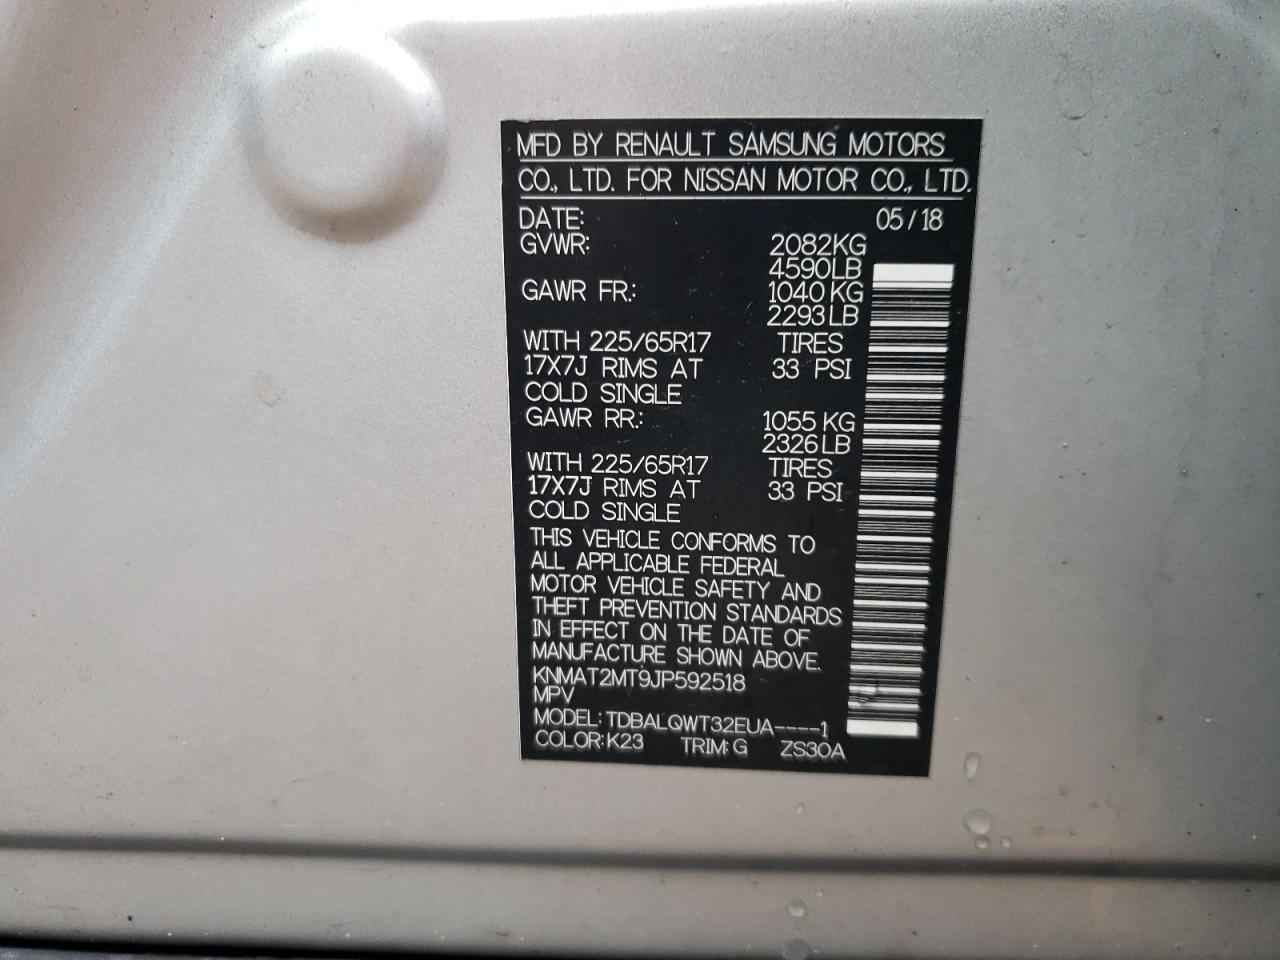 MFD BY RENAULT SAMSUNG MOTORS
CO., LTD. FOR NISSAN MOTOR CO., LTD.
DATE: 05/18
GVWR: 2082KG
4590LB
GAWR FR.: 1040KG
2293LB
WITH 225/65R17 TIRES
17X7J RIMS AT 33 PSI
COLD SINGLE
GAWR RR.: 1055KG
2326LB
WITH 225/65R17 TIRES
17X7J RIMS AT 33 PSI
COLD SINGLE
THIS VEHICLE CONFORMS TO
ALL APPLICABLE FEDERAL
MOTOR VEHICLE SAFETY AND
THEFT PREVENTION STANDARDS
IN EFFECT ON THE DATE OF
MANUFACTURE SHOWN ABOVE.
KNMAT2MT9JP592518
MPV
MODEL: TDBALQWT32EUA----1
COLOR: K23 TRIM: G ZS30A